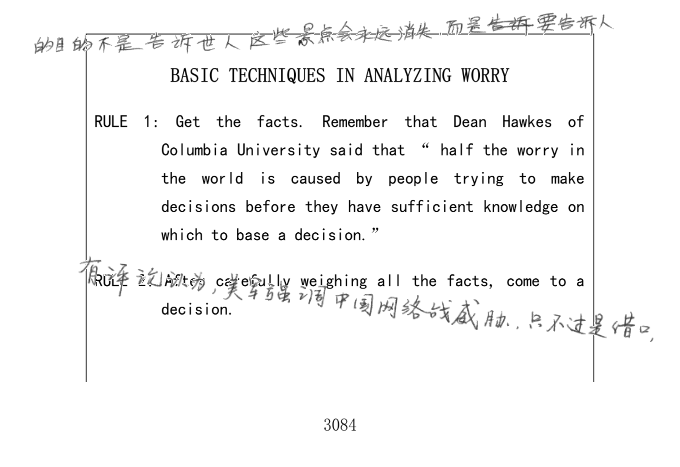 的目的不是告诉世人这些景点会永远消失而是告诉要告诉人
BASIC TECHNIQUES IN ANALYZING WORRY
RULE 1: Get the facts. Remember that Dean Hawkes of
Columbia University said that “ half the worry in
the world is caused by people trying to make
decisions before they have sufficient knowledge on
which to base a decision.”
有评论认为,美军强调中国网络战威胁,只不过是借口,
RULE 2: After carefully weighing all the facts, come to a
decision.
3084